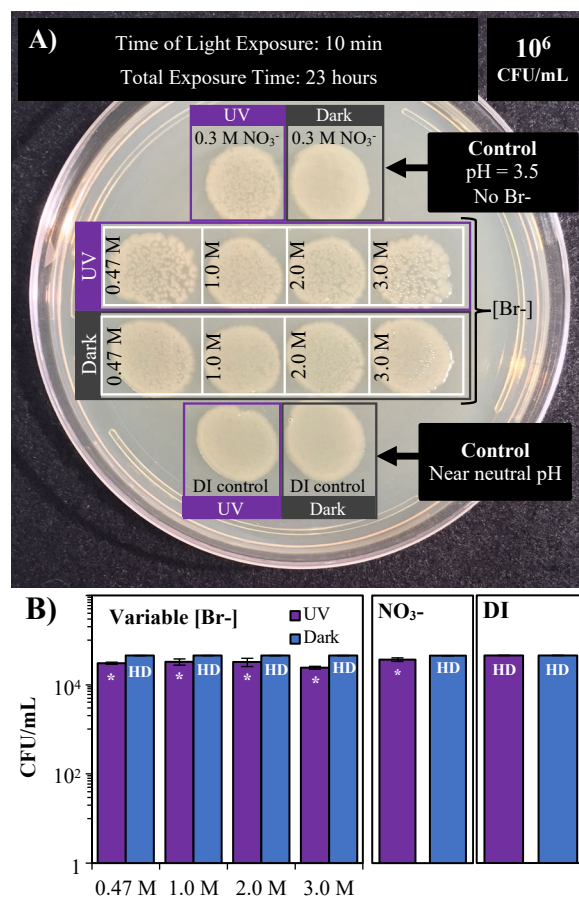 A)
Time of Light Exposure: 10 min
Total Exposure Time: 23 hours
10⁶
CFU/mL
UV
Dark
0.3 M NO₃⁻
0.3 M NO₃⁻
Control
pH = 3.5
No Br-
UV
0.47 M
1.0 M
2.0 M
3.0 M
[Br-]
Dark
0.47 M
1.0 M
2.0 M
3.0 M
DI control
DI control
UV
Dark
Control
Near neutral pH
B)
Variable [Br-]
UV
Dark
NO₃-
DI
CFU/mL
10⁴
10²
1
* HD * HD * HD * HD * HD HD HD
0.47 M 1.0 M 2.0 M 3.0 M